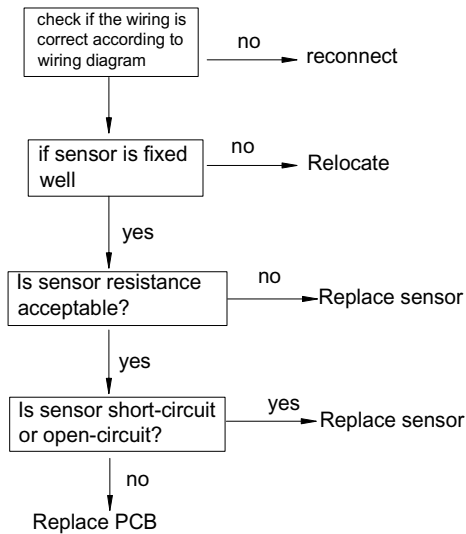 check if the wiring is
correct according to
wiring diagram
no
reconnect
if sensor is fixed
well
no
Relocate
yes
Is sensor resistance
acceptable?
no
Replace sensor
yes
Is sensor short-circuit
or open-circuit?
yes
Replace sensor
no
Replace PCB